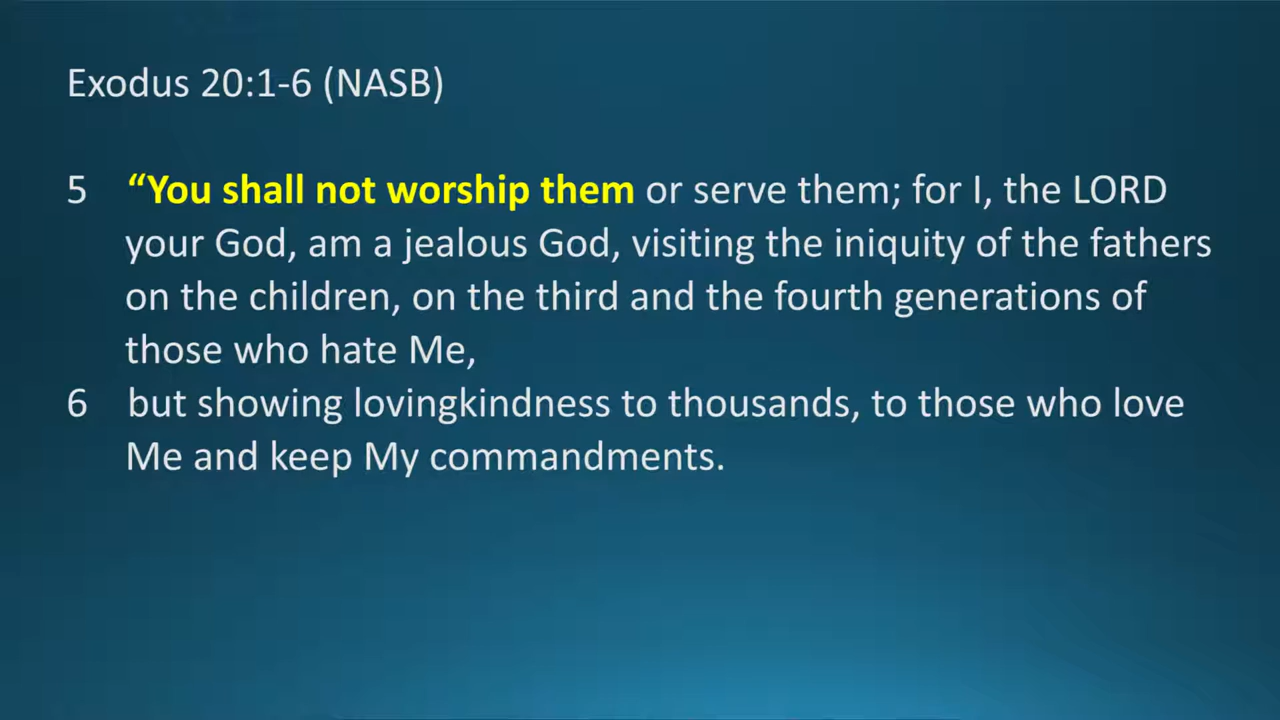 Exodus 20:1-6 (NASB)
5 “You shall not worship them or serve them; for I, the LORD
your God, am a jealous God, visiting the iniquity of the fathers
on the children, on the third and the fourth generations of
those who hate Me,
6 but showing lovingkindness to thousands, to those who love
Me and keep My commandments.